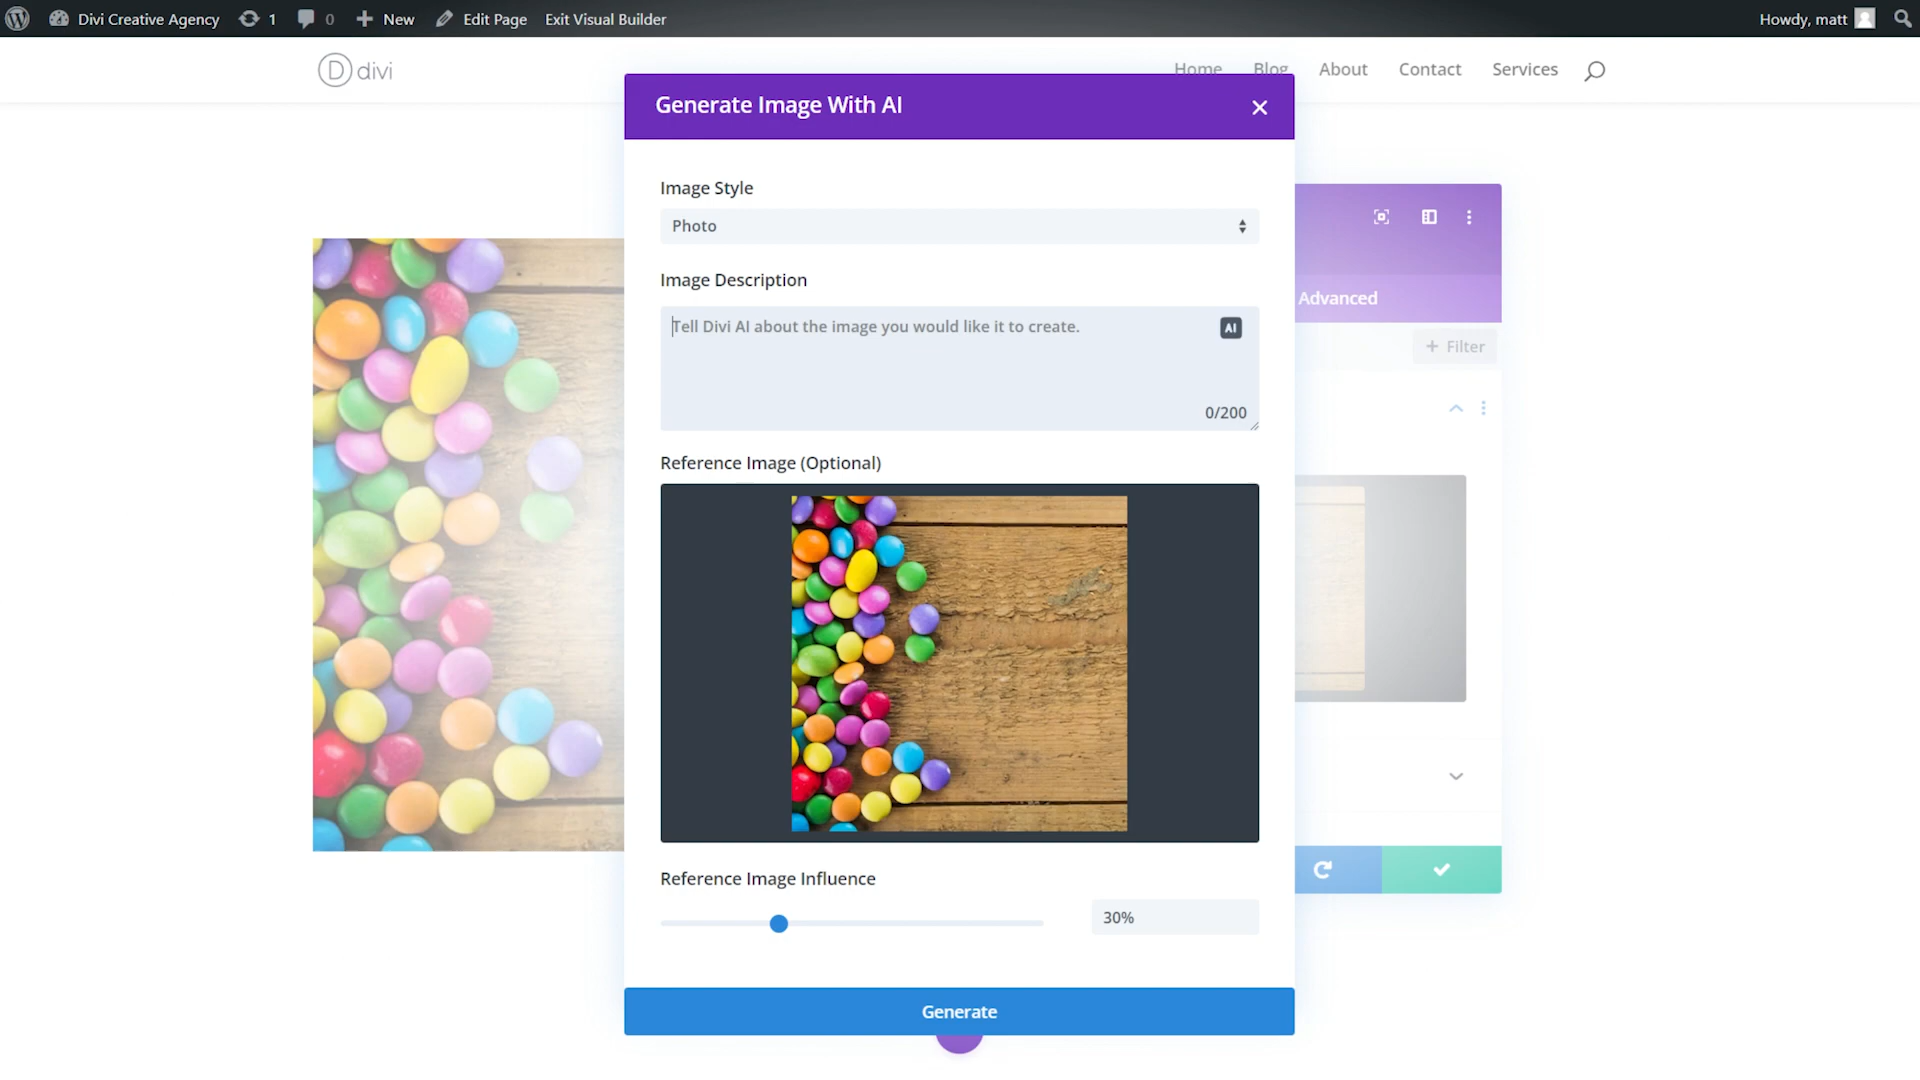 Divi Creative Agency
1
0
New
Edit Page
Exit Visual Builder
Howdy, matt
D divi
Home
Blog
About
Contact
Services
Generate Image With AI
Image Style
Photo
Advanced
Image Description
Filter
Tell Divi AI about the image you would like it to create.
AI
0/200
Reference Image (Optional)
Reference Image Influence
30%
Generate